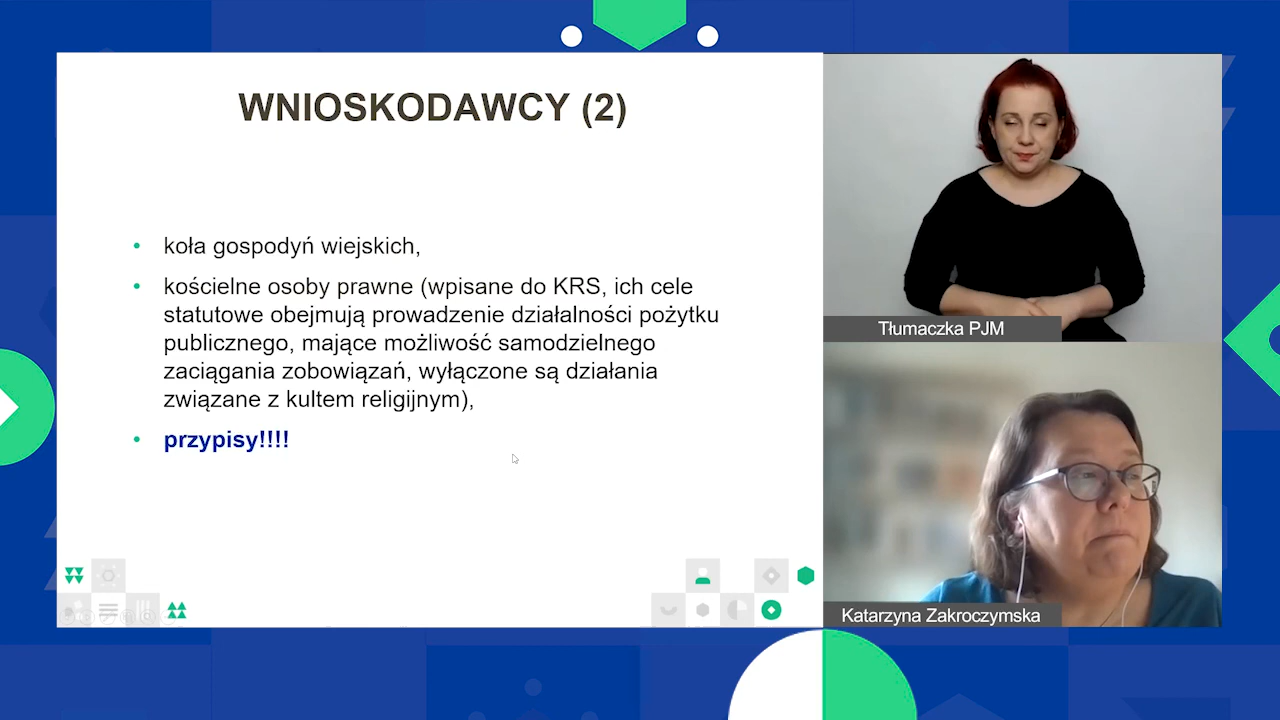 WNIOSKODAWCY (2)
• koła gospodyń wiejskich,
• kościelne osoby prawne (wpisane do KRS, ich cele
statutowe obejmują prowadzenie działalności pożytku
publicznego, mające możliwość samodzielnego
zaciągania zobowiązań, wyłączone są działania
związane z kultem religijnym),
• przypisy!!!!
Tłumaczka PJM
Katarzyna Zakroczymska